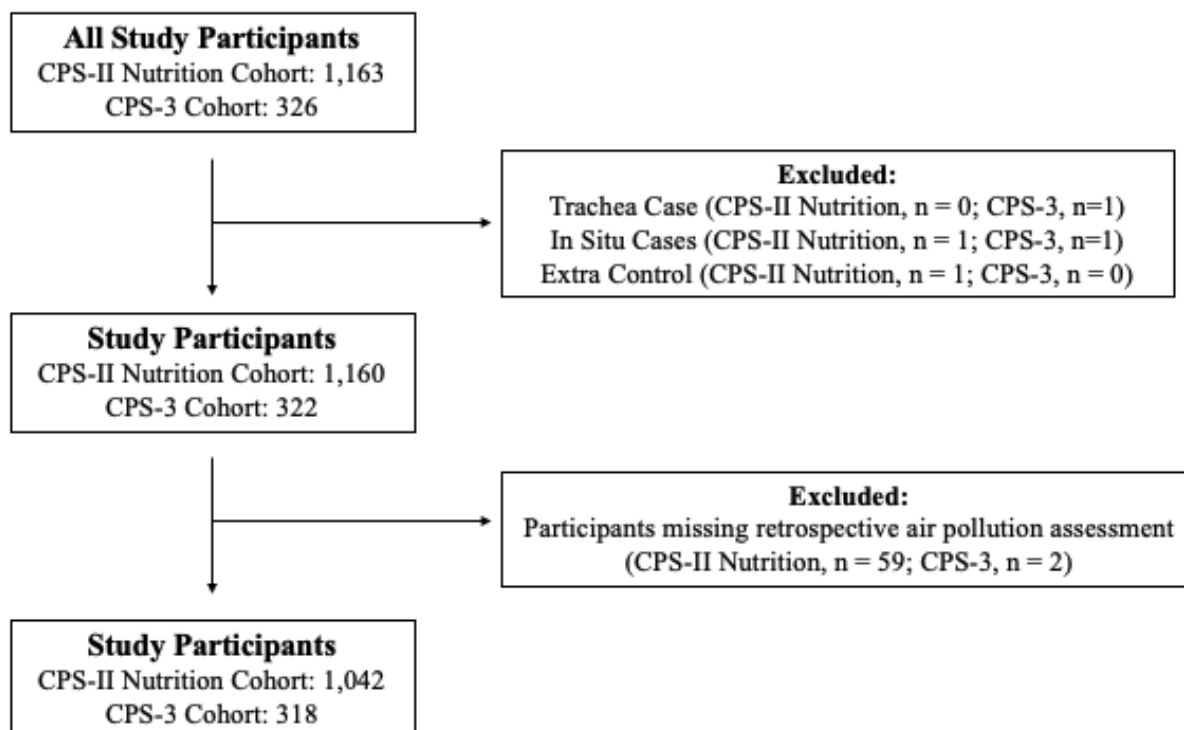 All Study Participants
CPS-II Nutrition Cohort: 1,163
CPS-3 Cohort: 326
Excluded:
Trachea Case (CPS-II Nutrition, n = 0; CPS-3, n=1)
In Situ Cases (CPS-II Nutrition, n = 1; CPS-3, n=1)
Extra Control (CPS-II Nutrition, n = 1; CPS-3, n = 0)
Study Participants
CPS-II Nutrition Cohort: 1,160
CPS-3 Cohort: 322
Excluded:
Participants missing retrospective air pollution assessment
(CPS-II Nutrition, n = 59; CPS-3, n = 2)
Study Participants
CPS-II Nutrition Cohort: 1,042
CPS-3 Cohort: 318